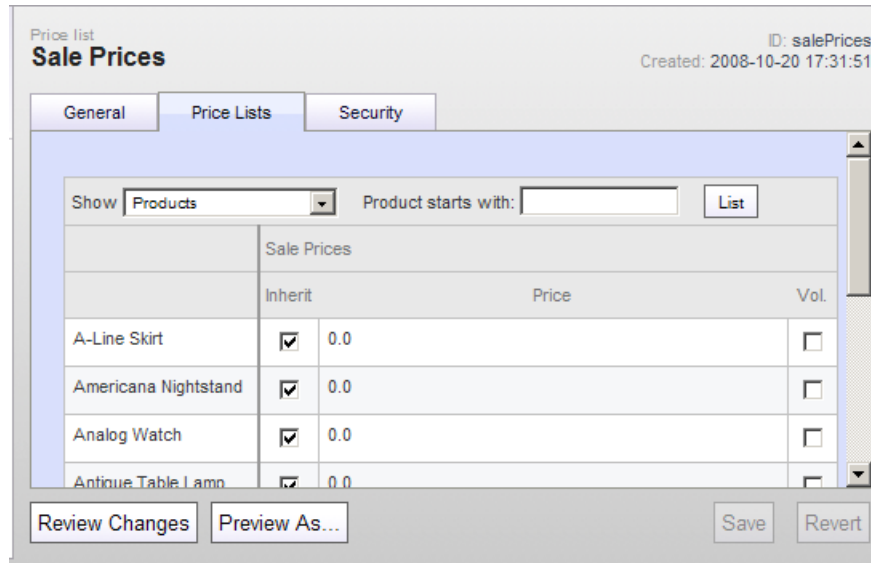 Price list
Sale Prices
ID: salePrices
Created: 2008-10-20 17:31:51
General
Price Lists
Security
Show Products Product starts with: List
Sale Prices
Inherit Price Vol.
A-Line Skirt 0.0
Americana Nightstand 0.0
Analog Watch 0.0
Antique Table Lamp 0.0
Review Changes Preview As... Save Revert